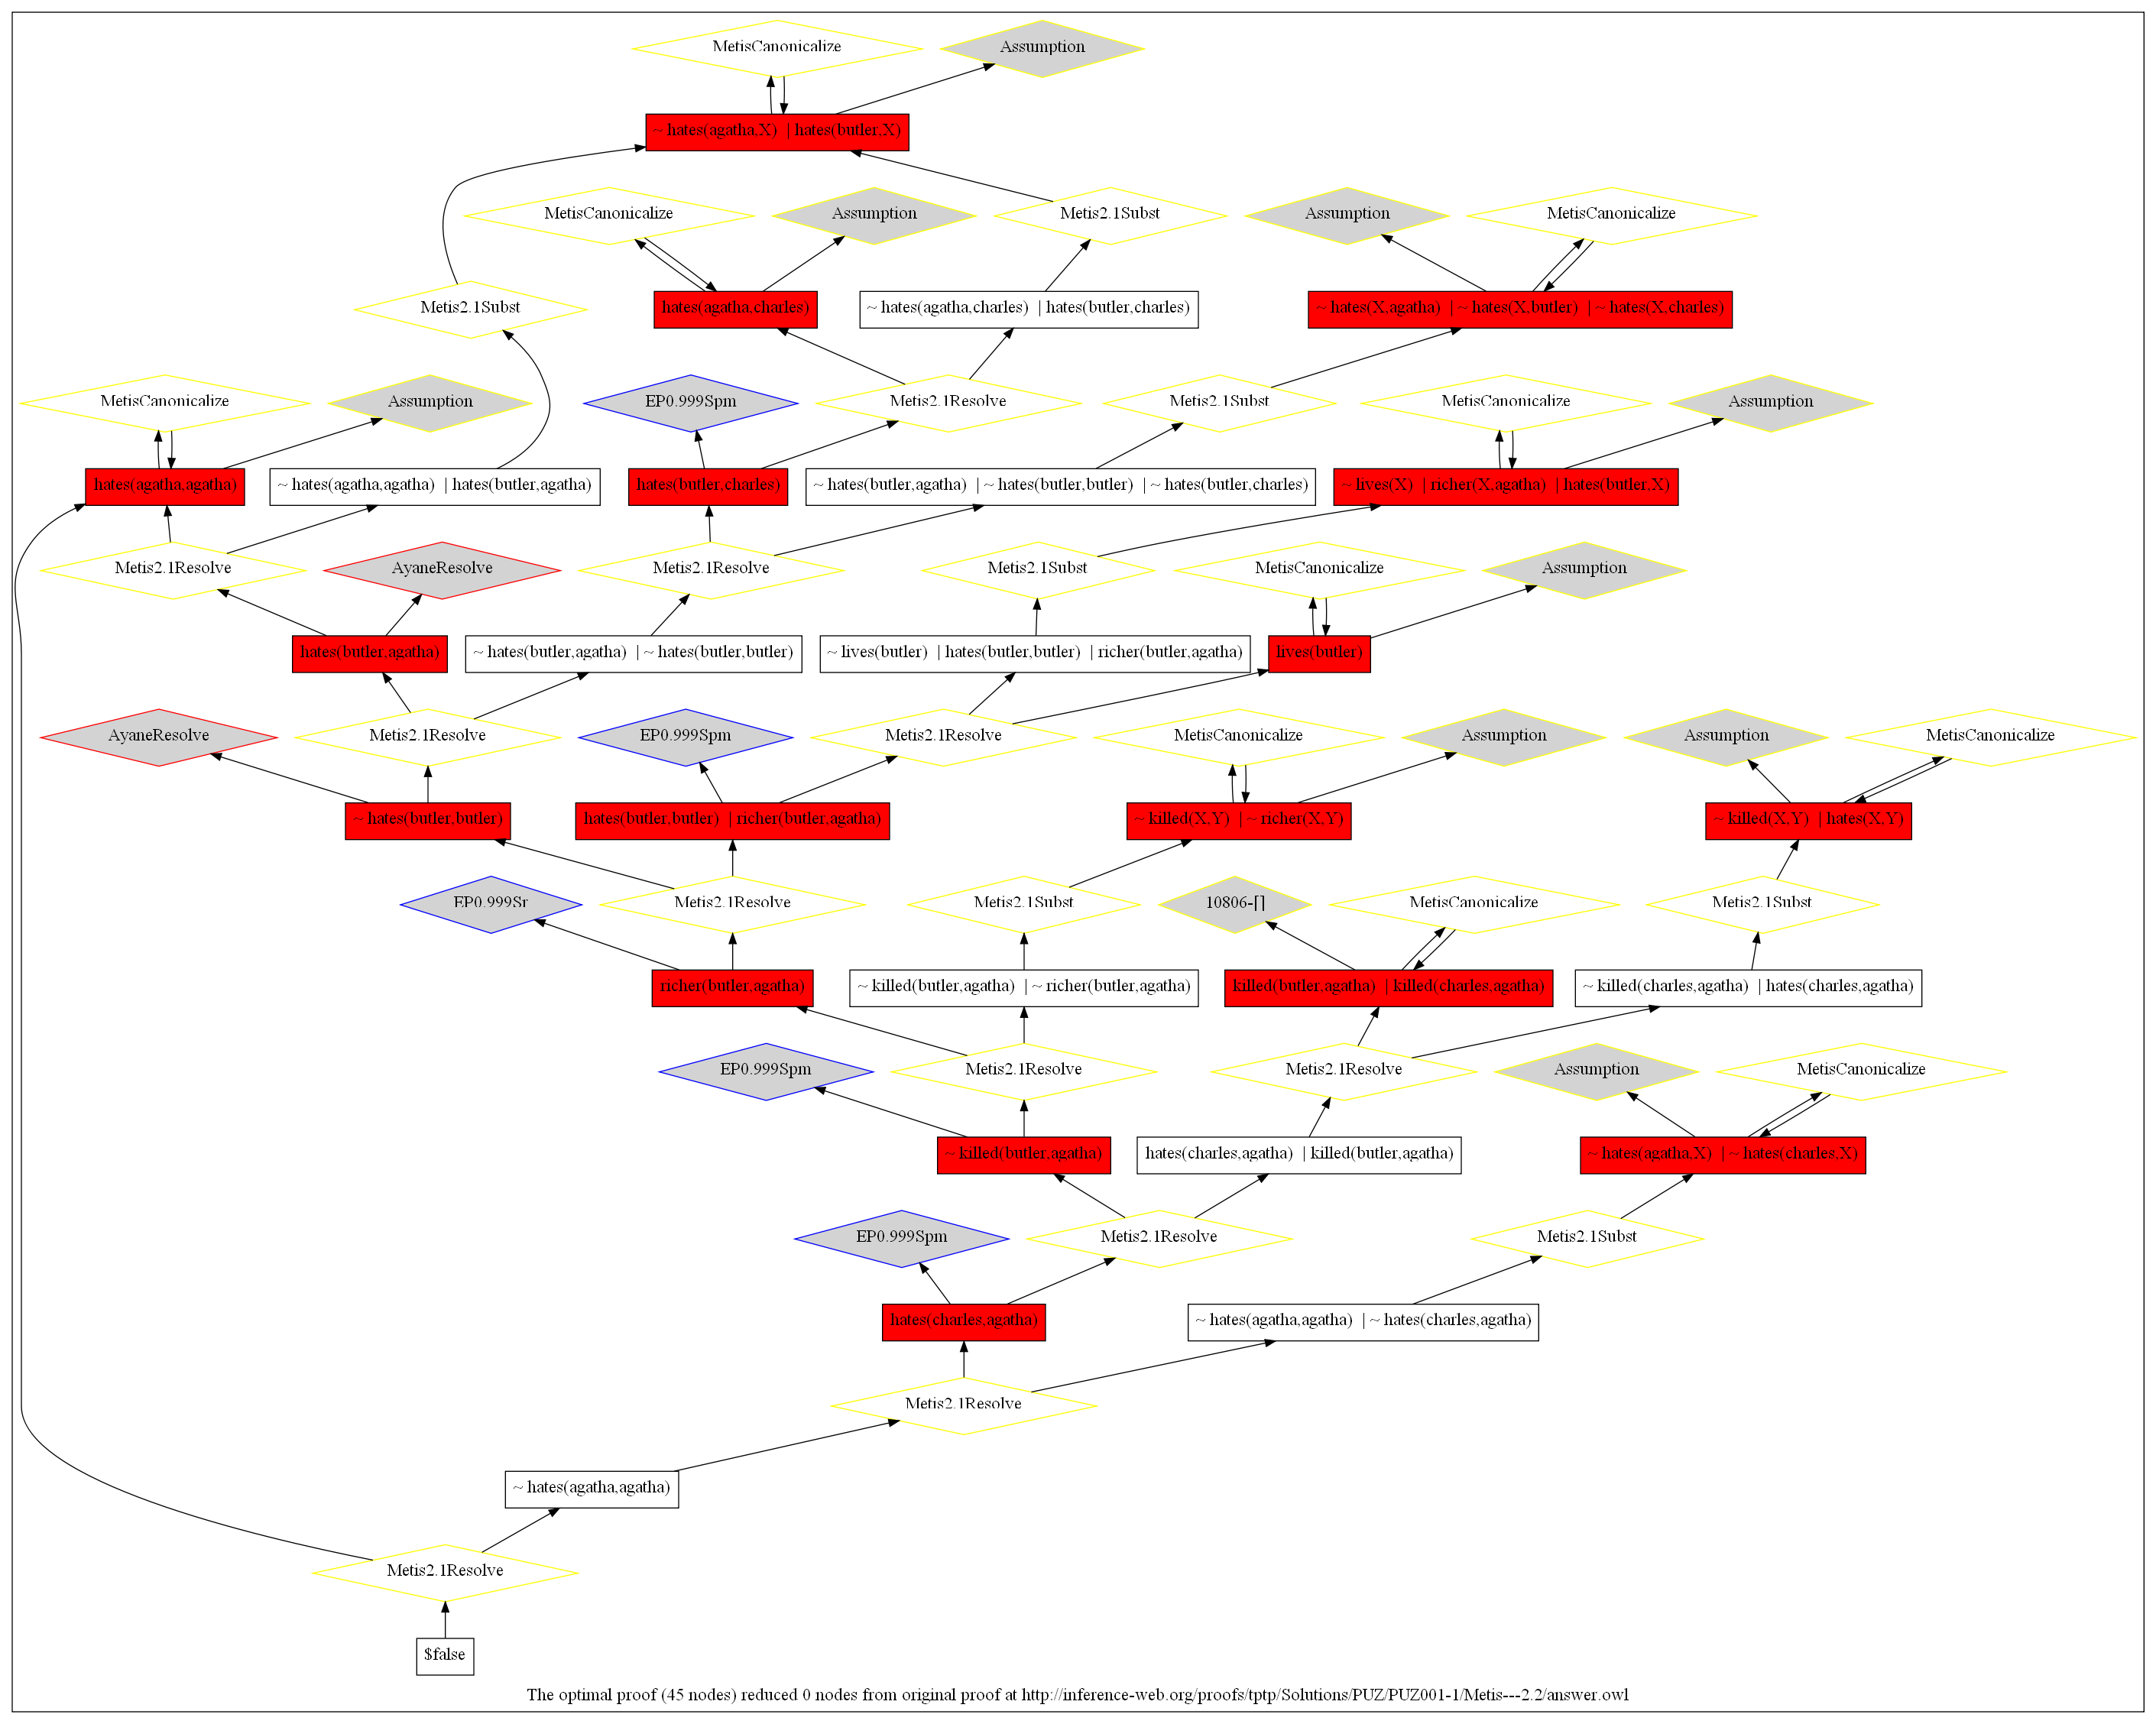 MetisCanonicalize
Assumption
~ hates(agatha,X) | hates(butler,X)
MetisCanonicalize
Assumption
Metis2.1Subst
Assumption
MetisCanonicalize
Metis2.1Subst
hates(agatha,charles)
~ hates(agatha,charles) | hates(butler,charles)
~ hates(X,agatha) | ~ hates(X,butler) | ~ hates(X,charles)
MetisCanonicalize
Assumption
EP0.999Spm
Metis2.1Resolve
Metis2.1Subst
MetisCanonicalize
Assumption
hates(agatha,agatha)
~ hates(agatha,agatha) | hates(butler,agatha)
hates(butler,charles)
~ hates(butler,agatha) | ~ hates(butler,butler) | ~ hates(butler,charles)
~ lives(X) | richer(X,agatha) | hates(butler,X)
Metis2.1Resolve
AyaneResolve
Metis2.1Resolve
Metis2.1Subst
MetisCanonicalize
Assumption
hates(butler,agatha)
~ hates(butler,agatha) | ~ hates(butler,butler)
~ lives(butler) | hates(butler,butler) | richer(butler,agatha)
lives(butler)
AyaneResolve
Metis2.1Resolve
EP0.999Spm
Metis2.1Resolve
MetisCanonicalize
Assumption
Assumption
MetisCanonicalize
~ hates(butler,butler)
hates(butler,butler) | richer(butler,agatha)
~ killed(X,Y) | ~ richer(X,Y)
~ killed(X,Y) | hates(X,Y)
EP0.999Sr
Metis2.1Resolve
Metis2.1Subst
10806-⌈⌉
MetisCanonicalize
Metis2.1Subst
richer(butler,agatha)
~ killed(butler,agatha) | ~ richer(butler,agatha)
killed(butler,agatha) | killed(charles,agatha)
~ killed(charles,agatha) | hates(charles,agatha)
EP0.999Spm
Metis2.1Resolve
Metis2.1Resolve
Assumption
MetisCanonicalize
~ killed(butler,agatha)
hates(charles,agatha) | killed(butler,agatha)
~ hates(agatha,X) | ~ hates(charles,X)
EP0.999Spm
Metis2.1Resolve
Metis2.1Subst
hates(charles,agatha)
~ hates(agatha,agatha) | ~ hates(charles,agatha)
Metis2.1Resolve
~ hates(agatha,agatha)
Metis2.1Resolve
$false
The optimal proof (45 nodes) reduced 0 nodes from original proof at http://inference-web.org/proofs/tptp/Solutions/PUZ/PUZ001-1/Metis---2.2/answer.owl